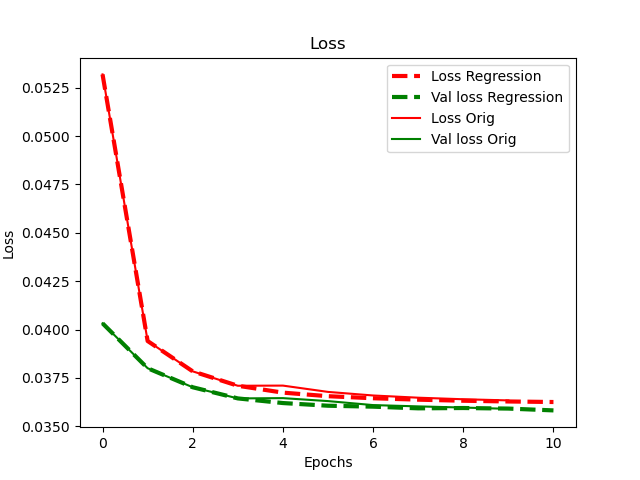 Loss
Loss Regression
Val loss Regression
Loss Orig
Val loss Orig
0.0525
0.0500
0.0475
0.0450
0.0425
0.0400
0.0375
0.0350
Loss
0 2 4 6 8 10
Epochs